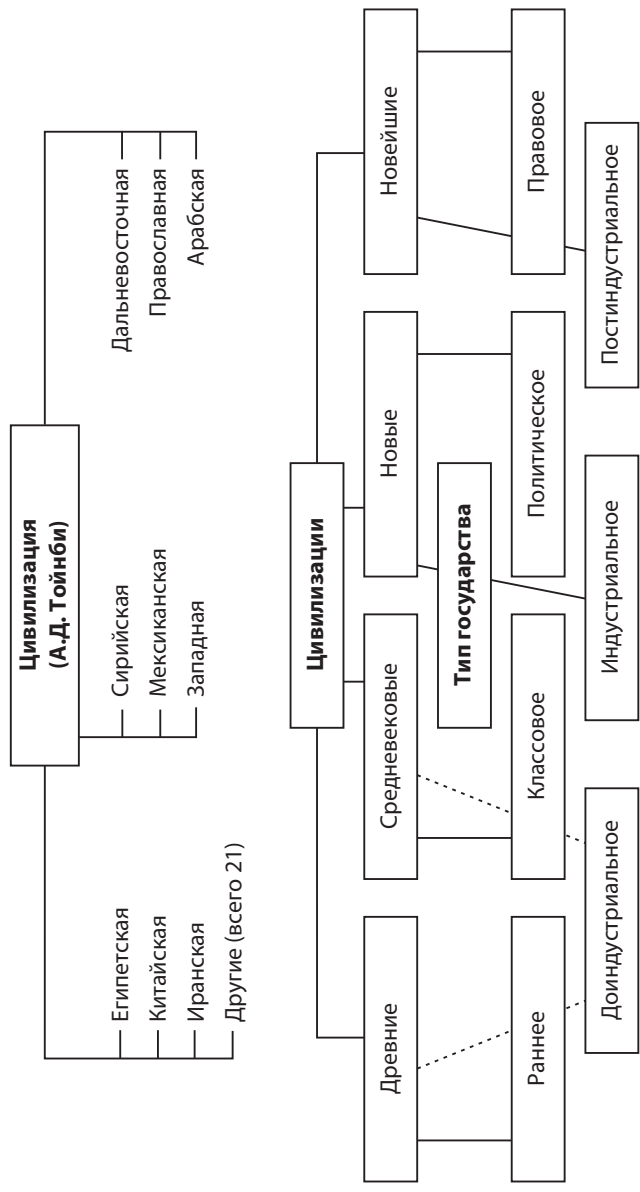 Цивилизация
(А.Д. Тойнби)
Египетская
Китайская
Иранская
Другие (всего 21)
Сирийская
Мексиканская
Западная
Дальневосточная
Православная
Арабская
Цивилизации
Древние
Средневековые
Новые
Новейшие
Тип государства
Раннее
Классовое
Политическое
Правовое
Доиндустриальное
Индустриальное
Постиндустриальное